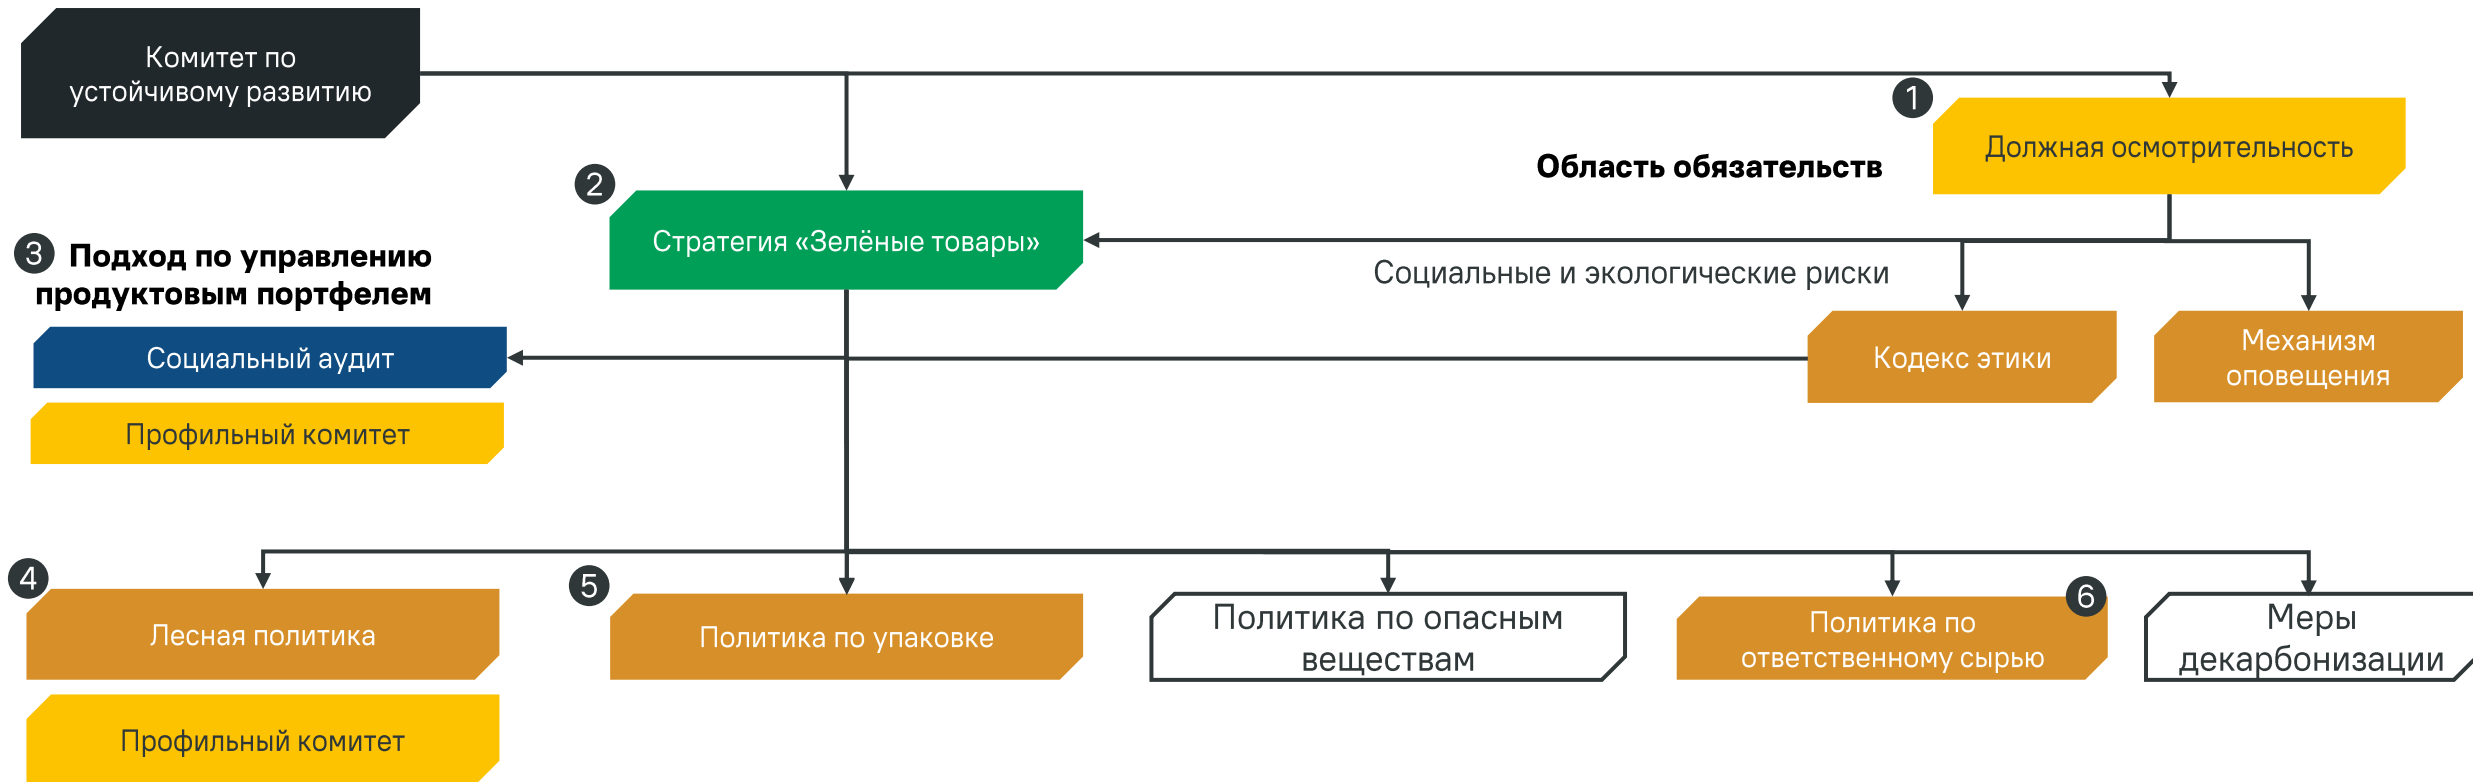 Комитет по
устойчивому развитию
1
Должная осмотрительность
Область обязательств
2
Стратегия «Зелёные товары»
3 Подход по управлению
продуктовым портфелем
Социальные и экологические риски
Социальный аудит
Кодекс этики
Механизм
оповещения
Профильный комитет
4
Лесная политика
5
Политика по упаковке
Политика по опасным
веществам
6
Политика по
ответственному сырью
Меры
декарбонизации
Профильный комитет